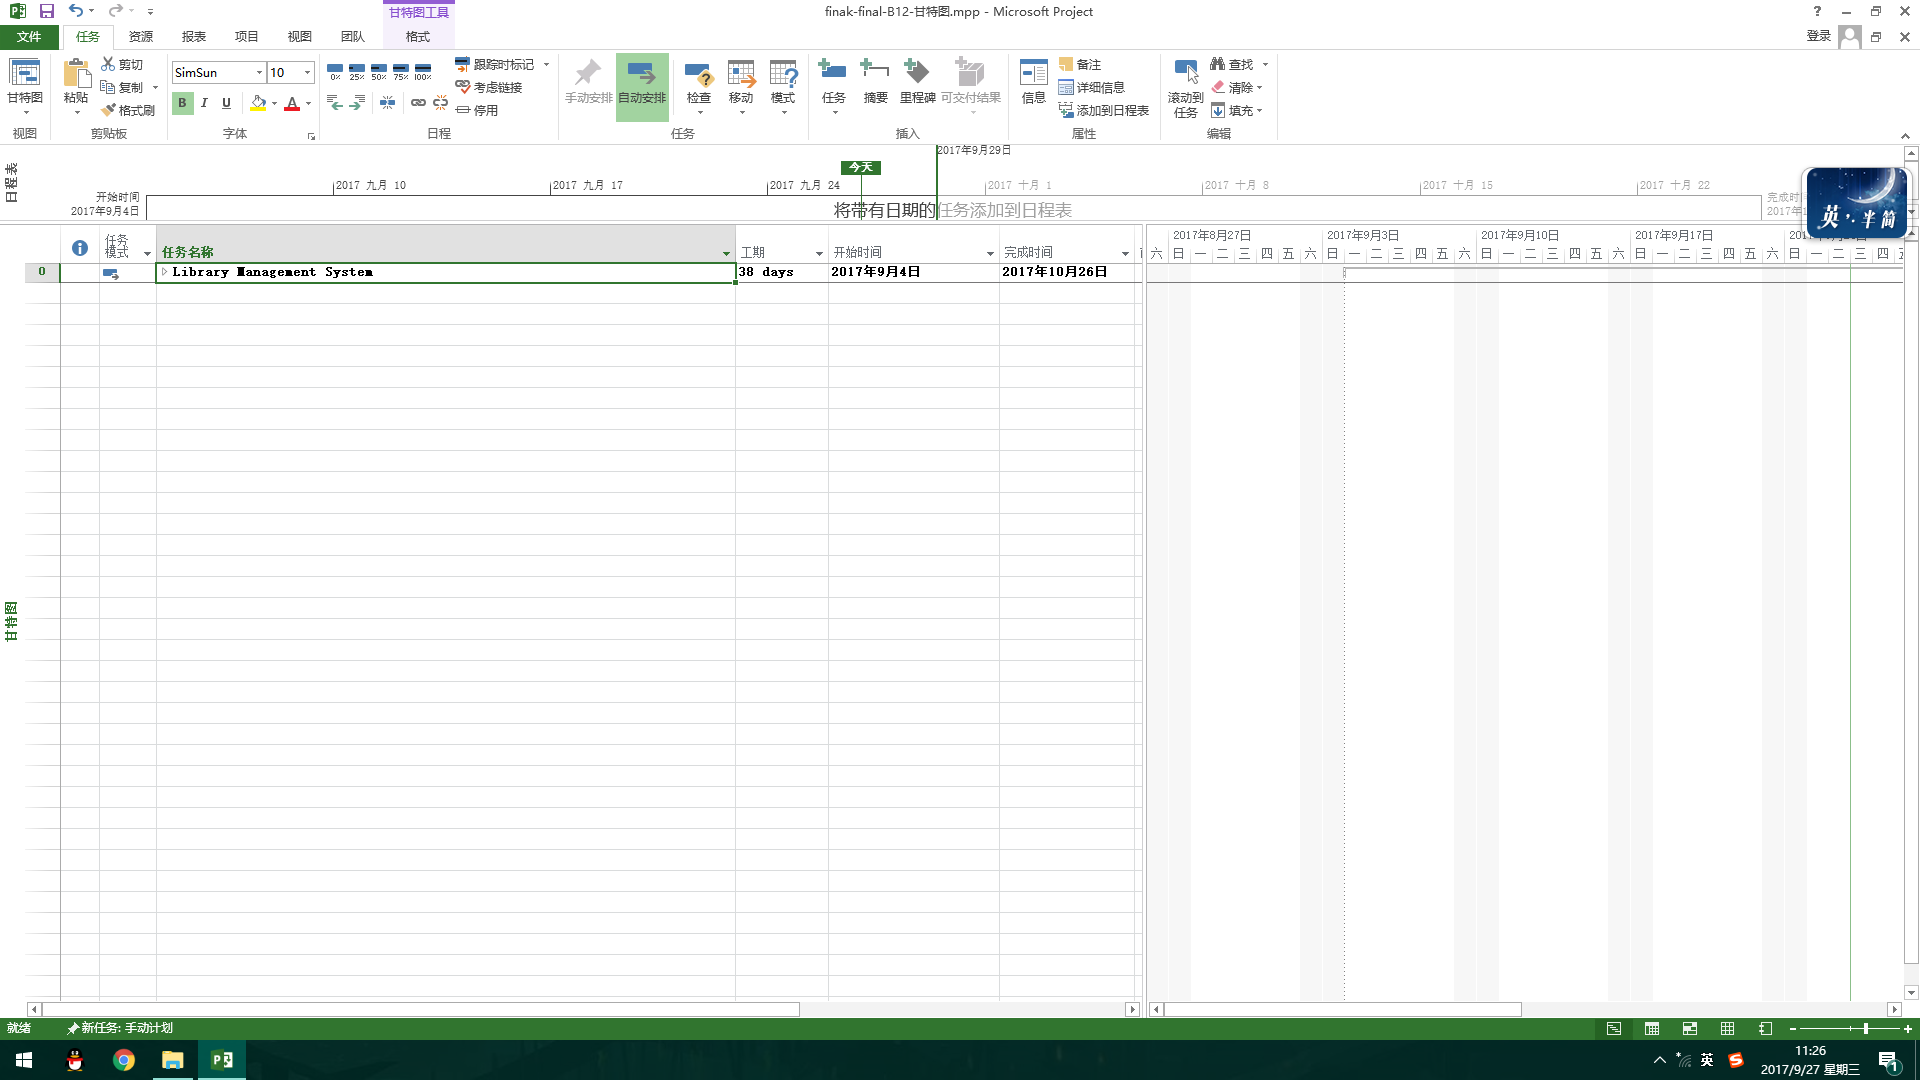 甘特图工具
finak-final-B12-甘特图.mpp - Microsoft Project
文件 任务 资源 报表 项目 视图 团队 格式 登录
甘特图
视图
粘贴
剪切
复制
格式刷
剪贴板
SimSun 10
B I U A
字体
0% 25% 50% 75% 100%
跟踪时标记
考虑链接
停用
日程
手动安排 自动安排 检查 移动 模式
任务
任务 摘要 里程碑 可交付结果
插入
信息
备注
详细信息
添加到日程表
属性
滚动到
任务
查找
清除
填充
编辑
日程表
2017年9月29日
今天
2017 九月 10 2017 九月 17 2017 九月 24 2017 十月 1 2017 十月 8 2017 十月 15 2017 十月 22
开始时间
2017年9月4日
将带有日期的任务添加到日程表
英 半 简
任务
模式
任务名称 工期 开始时间 完成时间
2017年8月27日 2017年9月3日 2017年9月10日 2017年9月17日
六 日 一 二 三 四 五 六 日 一 二 三 四 五 六 日 一 二 三 四 五 六 日 一 二 三 四 五 六 日 一 二 三 四
0 Library Management System 38 days 2017年9月4日 2017年10月26日
甘特图
就绪 新任务: 手动计划
英
11:26
2017/9/27 星期三
1